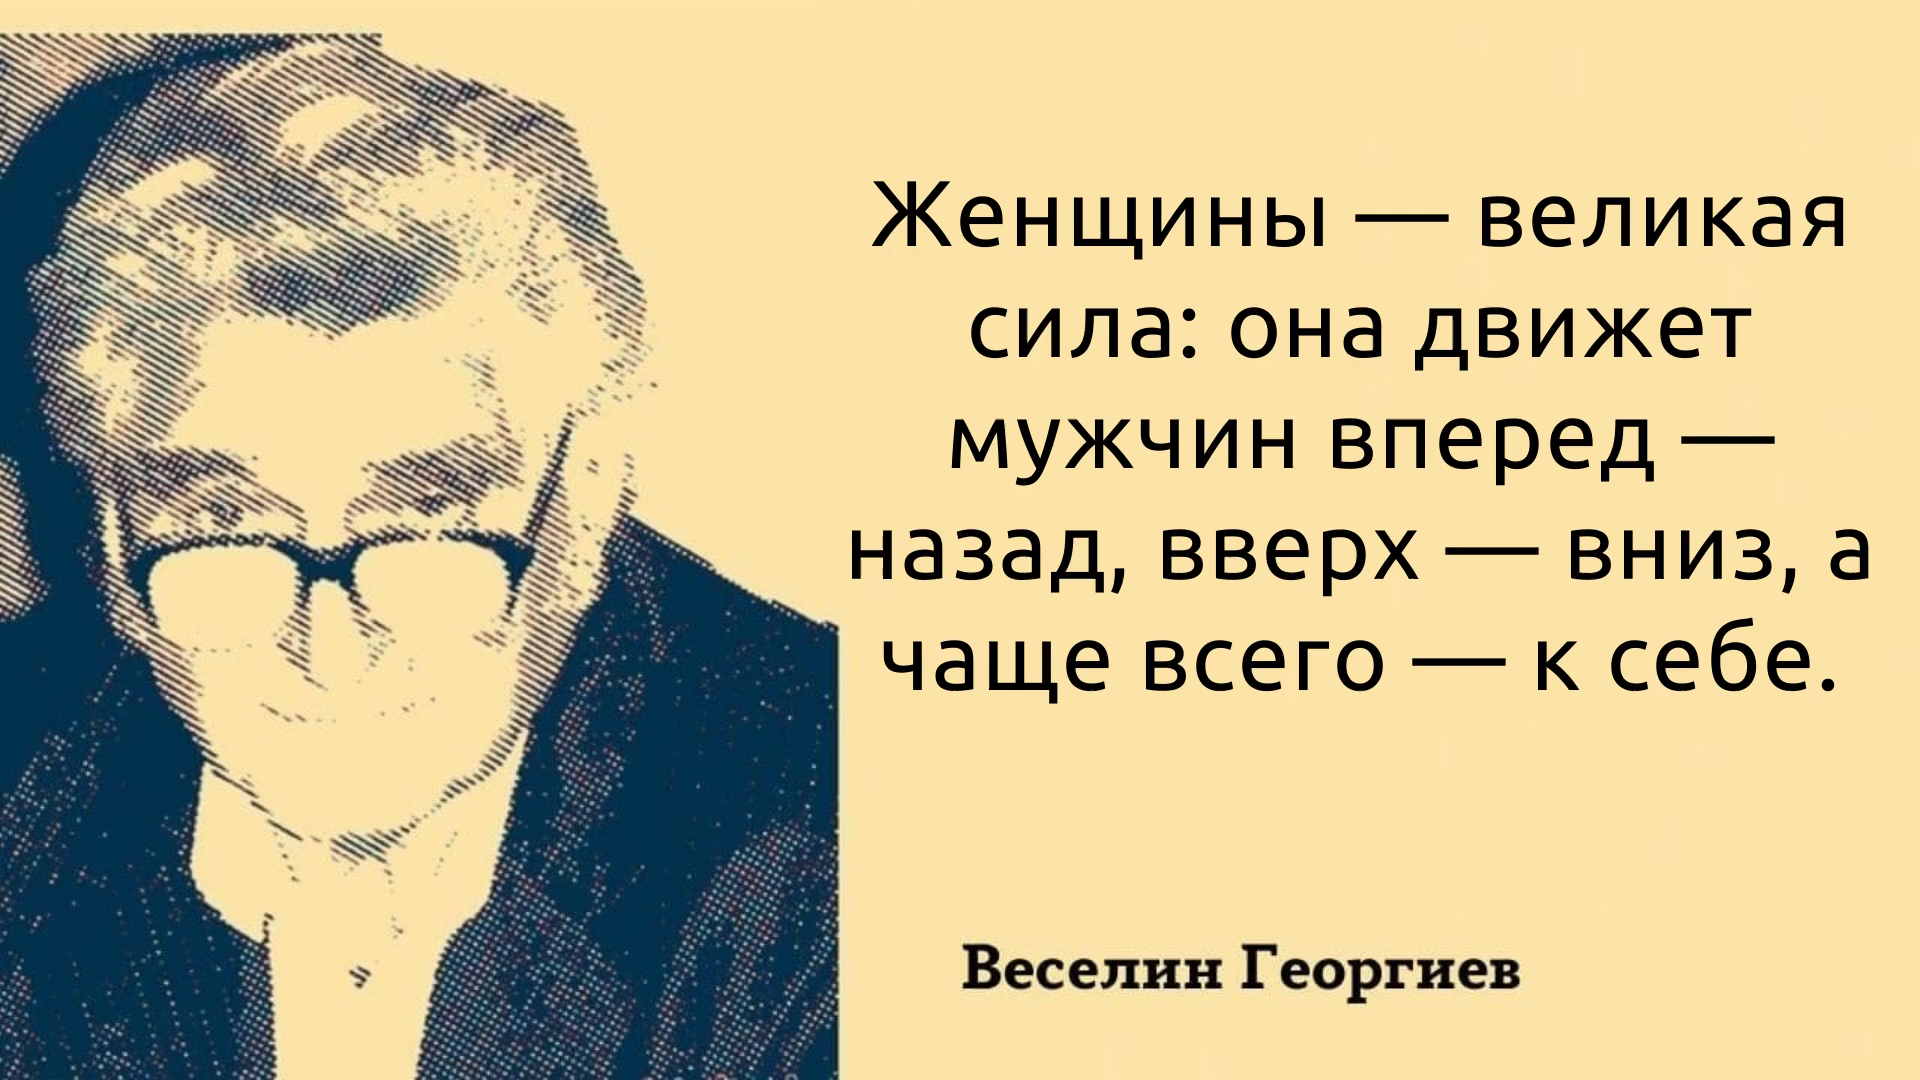 Женщины — великая
сила: она движет
мужчин вперед —
назад, вверх — вниз, а
чаще всего — к себе.
Веселин Георгиев